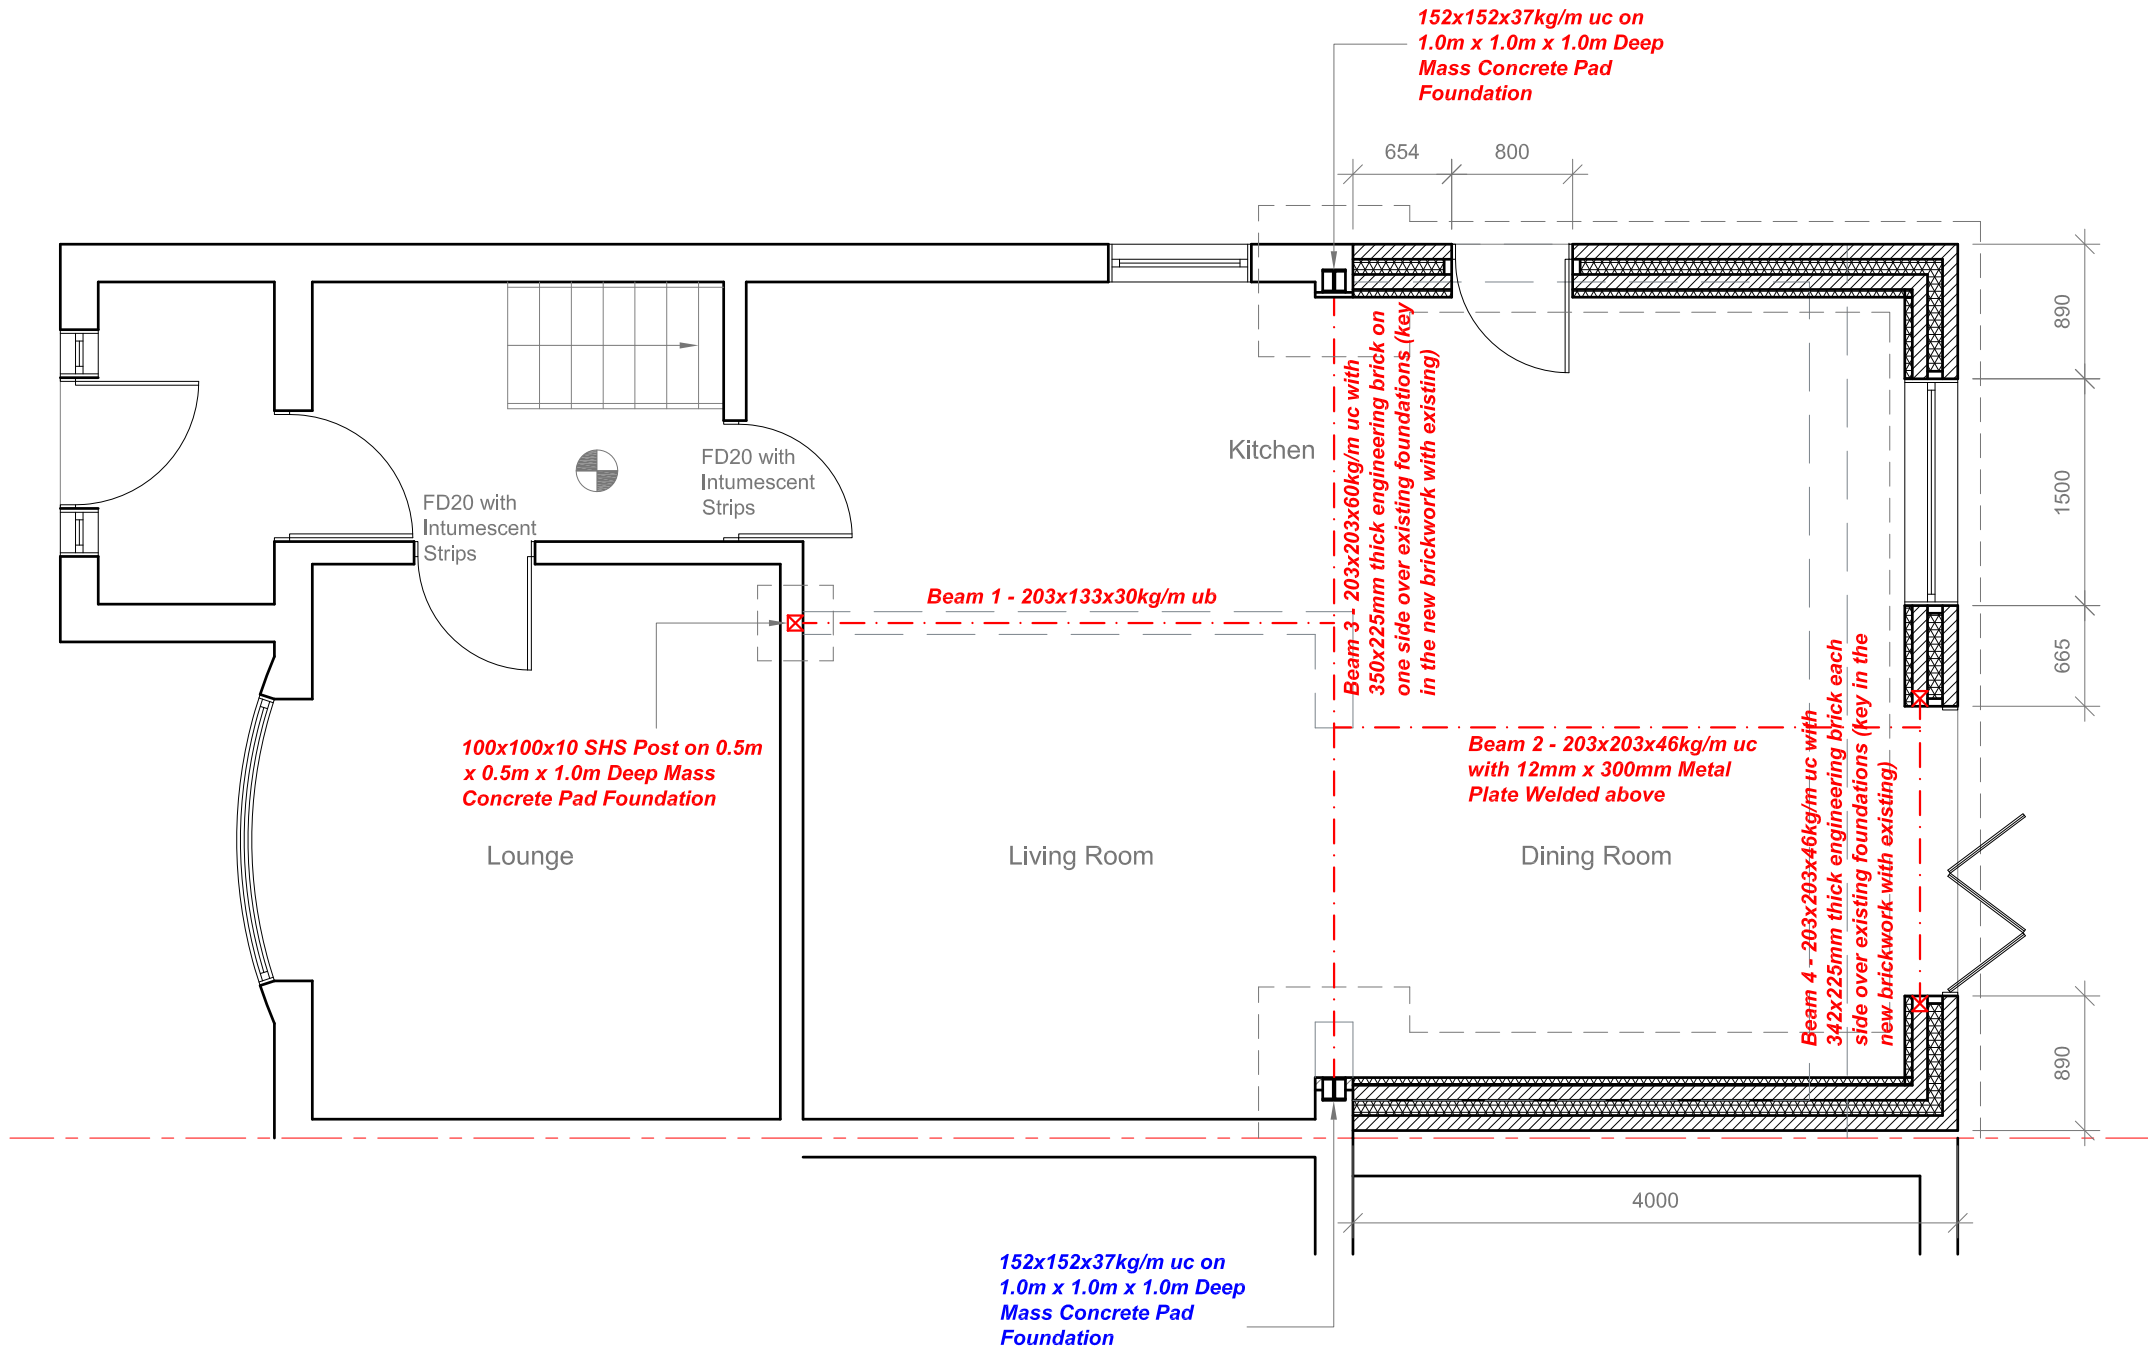 152x152x37kg/m uc on
1.0m x 1.0m x 1.0m Deep
Mass Concrete Pad
Foundation
654
800
890
1500
665
890
4000
Kitchen
FD20 with
Intumescent
Strips
FD20 with
Intumescent
Strips
Beam 1 - 203x133x30kg/m ub
Beam 3 - 203x203x60kg/m uc with
350x225mm thick engineering brick on
one side over existing foundations (key
in the new brickwork with existing)
100x100x10 SHS Post on 0.5m
x 0.5m x 1.0m Deep Mass
Concrete Pad Foundation
Beam 2 - 203x203x46kg/m uc
with 12mm x 300mm Metal
Plate Welded above
Beam 4 - 203x203x46kg/m uc with
342x225mm thick engineering brick each
side over existing foundations (key in the
new brickwork with existing)
Lounge
Living Room
Dining Room
152x152x37kg/m uc on
1.0m x 1.0m x 1.0m Deep
Mass Concrete Pad
Foundation